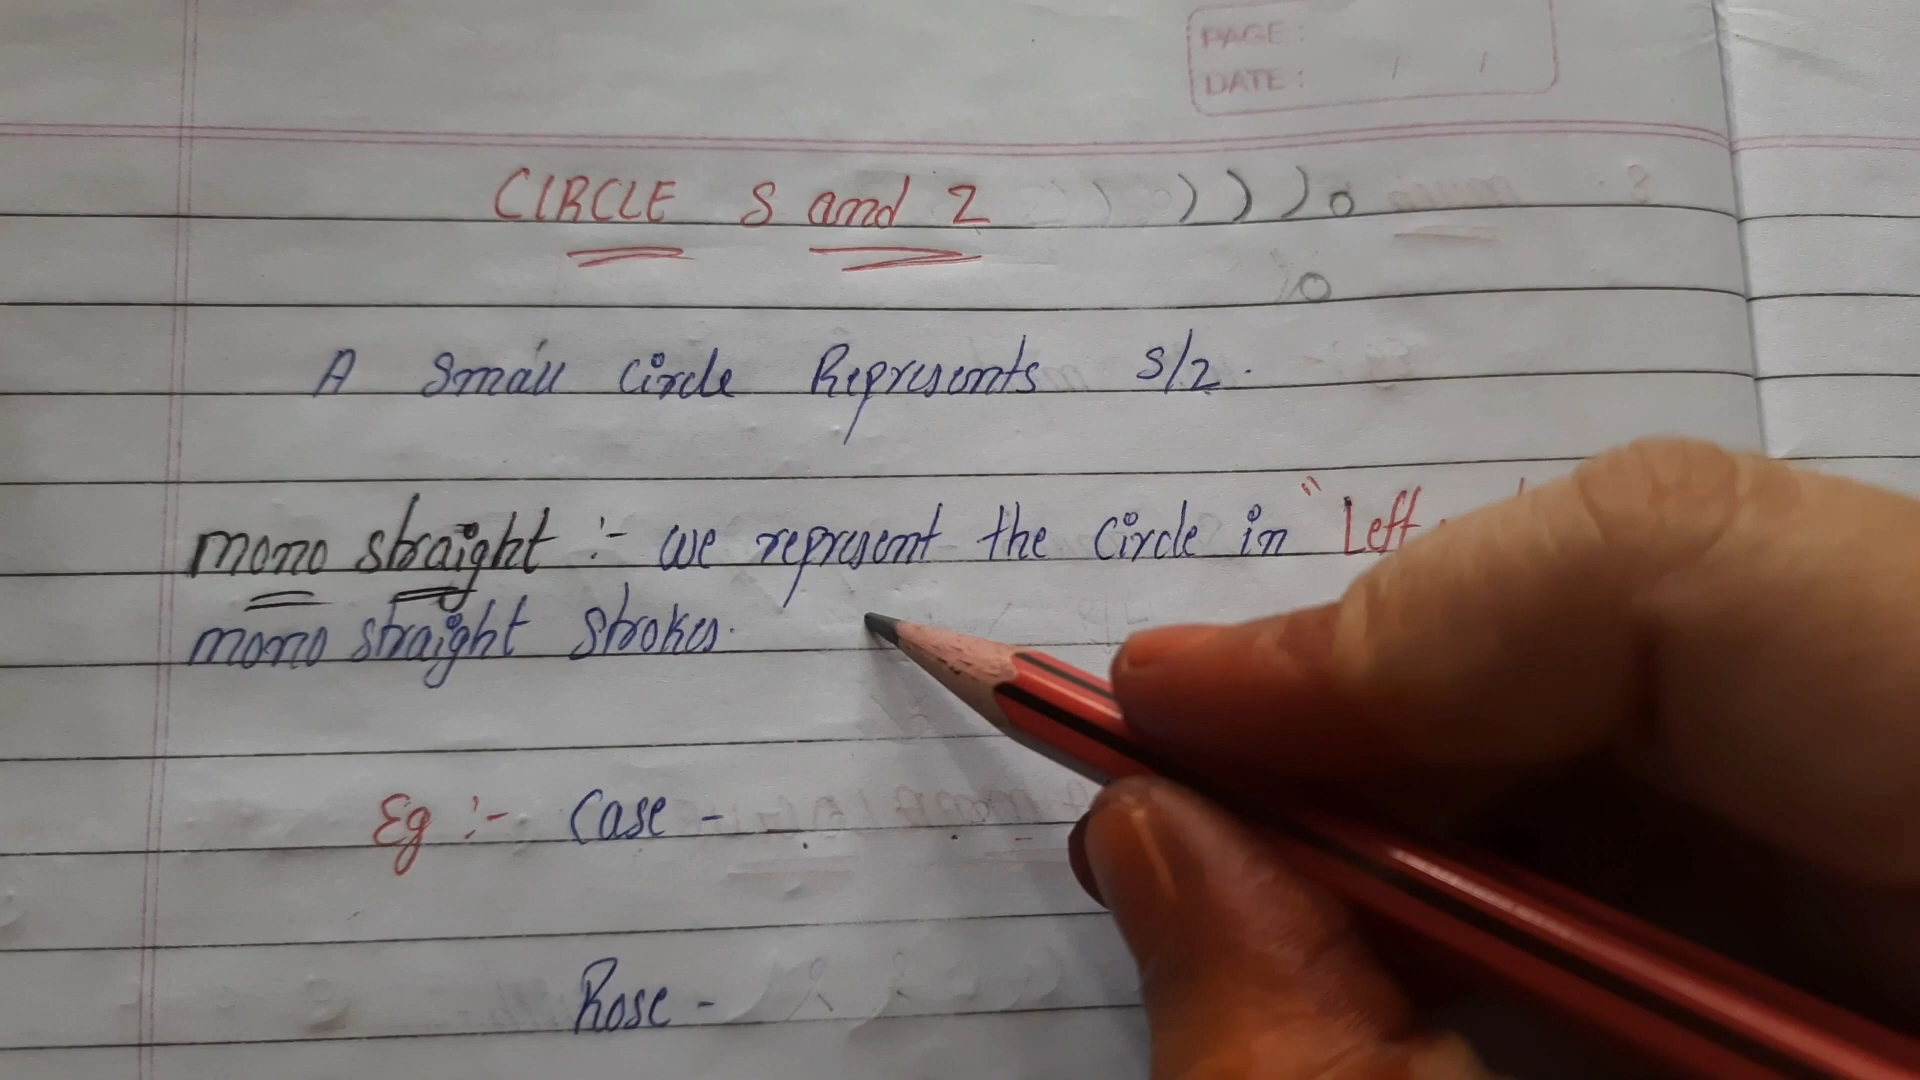 PAGE:
DATE: / /
CIRCLE S and Z
A Small Circle Represents S/Z.
mono straight :- we represent the Circle in "Left
mono straight strokes.
Eg :- Case -
Rose -